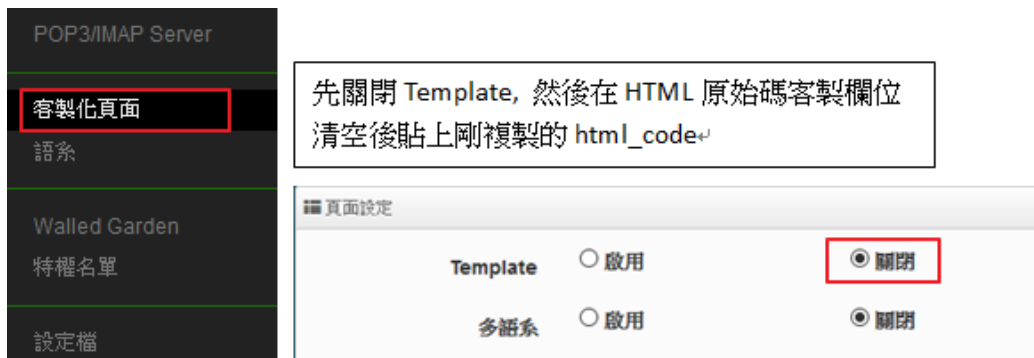 POP3/IMAP Server
客製化頁面
語系
Walled Garden
特權名單
設定檔
先關閉 Template, 然後在 HTML 原始碼客製欄位
清空後貼上剛複製的 html_code↵
頁面設定
Template 啟用 關閉
多語系 啟用 關閉